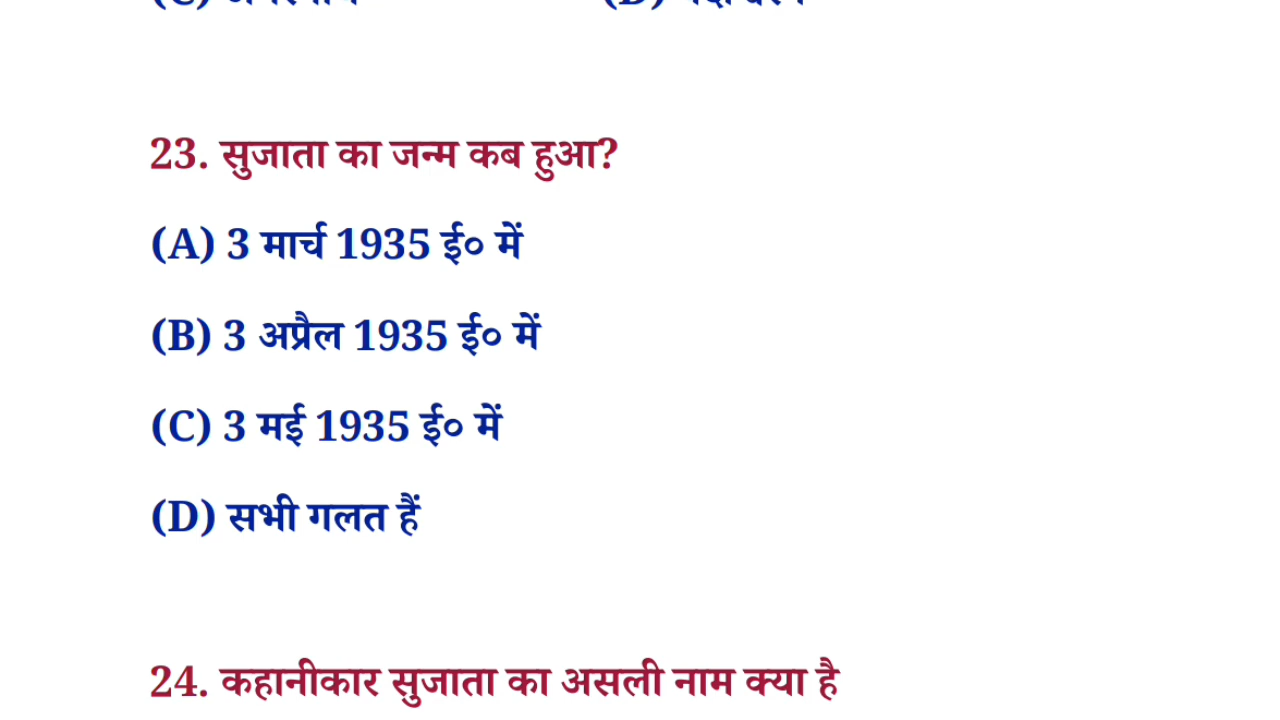 23. सुजाता का जन्म कब हुआ?
(A) 3 मार्च 1935 ई० में
(B) 3 अप्रैल 1935 ई० में
(C) 3 मई 1935 ई० में
(D) सभी गलत हैं
24. कहानीकार सुजाता का असली नाम क्या है